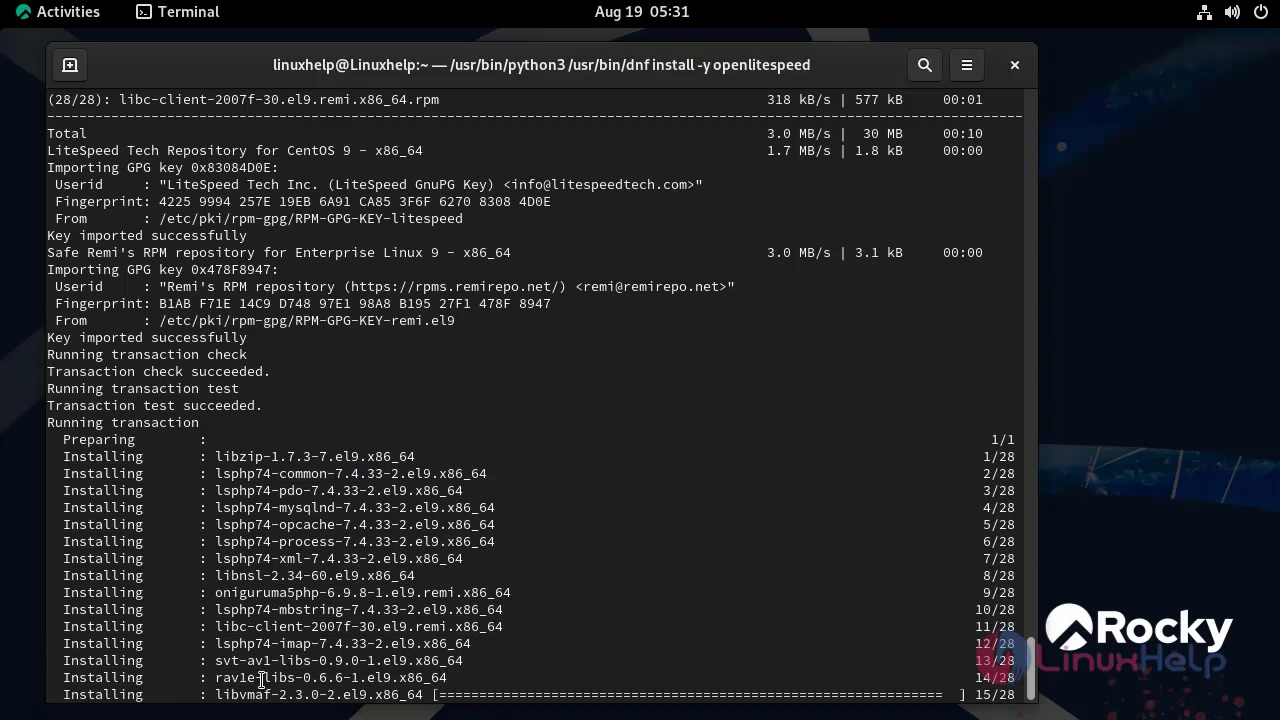 Activities
Terminal
Aug 19 05:31
linuxhelp@Linuxhelp:~ — /usr/bin/python3 /usr/bin/dnf install -y openlitespeed
(28/28): libc-client-2007f-30.el9.remi.x86_64.rpm 318 kB/s | 577 kB 00:01
--------------------------------------------------------------------------------------------------------------------------
Total 3.0 MB/s | 30 MB 00:10
LiteSpeed Tech Repository for CentOS 9 - x86_64 1.7 MB/s | 1.8 kB 00:00
Importing GPG key 0x83084D0E:
Userid : "LiteSpeed Tech Inc. (LiteSpeed GnuPG Key) <info@litespeedtech.com>"
Fingerprint: 4225 9994 257E 19EB 6A91 CA85 3F6F 6270 8308 4D0E
From : /etc/pki/rpm-gpg/RPM-GPG-KEY-litespeed
Key imported successfully
Safe Remi's RPM repository for Enterprise Linux 9 - x86_64 3.0 MB/s | 3.1 kB 00:00
Importing GPG key 0x478F8947:
Userid : "Remi's RPM repository (https://rpms.remirepo.net/) <remi@remirepo.net>"
Fingerprint: B1AB F71E 14C9 D748 97E1 98A8 B195 27F1 478F 8947
From : /etc/pki/rpm-gpg/RPM-GPG-KEY-remi.el9
Key imported successfully
Running transaction check
Transaction check succeeded.
Running transaction test
Transaction test succeeded.
Running transaction
Preparing : 1/1
Installing : libzip-1.7.3-7.el9.x86_64 1/28
Installing : lsphp74-common-7.4.33-2.el9.x86_64 2/28
Installing : lsphp74-pdo-7.4.33-2.el9.x86_64 3/28
Installing : lsphp74-mysqlnd-7.4.33-2.el9.x86_64 4/28
Installing : lsphp74-opcache-7.4.33-2.el9.x86_64 5/28
Installing : lsphp74-process-7.4.33-2.el9.x86_64 6/28
Installing : lsphp74-xml-7.4.33-2.el9.x86_64 7/28
Installing : libnsl-2.34-60.el9.x86_64 8/28
Installing : oniguruma5php-6.9.8-1.el9.remi.x86_64 9/28
Installing : lsphp74-mbstring-7.4.33-2.el9.x86_64 10/28
Installing : libc-client-2007f-30.el9.remi.x86_64 11/28
Installing : lsphp74-imap-7.4.33-2.el9.x86_64 12/28
Installing : svt-av1-libs-0.9.0-1.el9.x86_64 13/28
Installing : rav1e-libs-0.6.6-1.el9.x86_64 14/28
Installing : libvmaf-2.3.0-2.el9.x86_64 [=============================================================== ] 15/28
Rocky
LinuxHelp